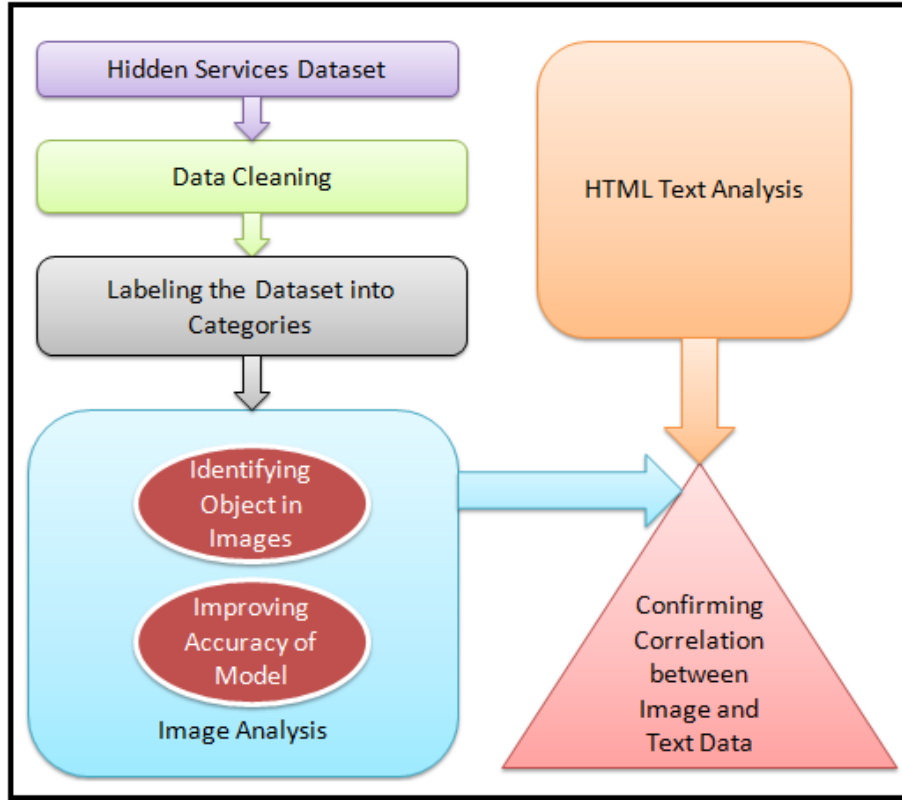 Hidden Services Dataset
Data Cleaning
Labeling the Dataset into
Categories
Identifying
Object in
Images
Improving
Accuracy of
Model
Image Analysis
HTML Text Analysis
Confirming
Correlation
between
Image and
Text Data